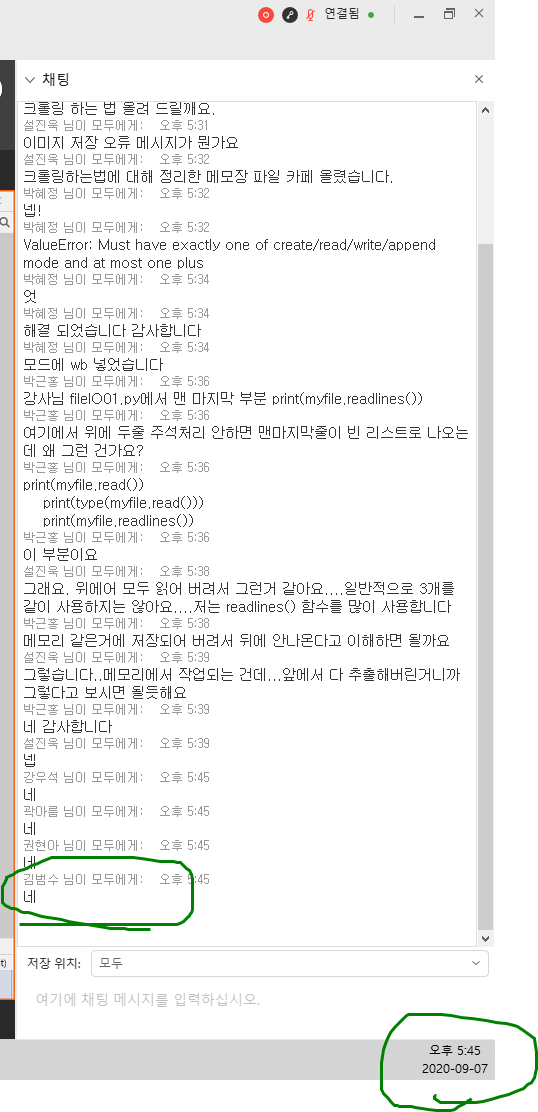 연결됨
채팅
크롤링 하는 법 올려 드릴깨요.
설진욱 님이 모두에게: 오후 5:31
이미지 저장 오류 메시지가 뭔가요
설진욱 님이 모두에게: 오후 5:32
크롤링하는법에 대해 정리한 메모장 파일 카페 올렸습니다.
박혜정 님이 모두에게: 오후 5:32
넵!
박혜정 님이 모두에게: 오후 5:32
ValueError: Must have exactly one of create/read/write/append
mode and at most one plus
박혜정 님이 모두에게: 오후 5:34
엇
박혜정 님이 모두에게: 오후 5:34
해결 되었습니다 감사합니다
박혜정 님이 모두에게: 오후 5:34
모드에 wb 넣었습니다
박근홍 님이 모두에게: 오후 5:36
강사님 fileIO01.py에서 맨 마지막 부분 print(myfile.readlines())
박근홍 님이 모두에게: 오후 5:36
여기에서 위에 두줄 주석처리 안하면 맨마지막줄이 빈 리스트로 나오는
데 왜 그런 건가요?
박근홍 님이 모두에게: 오후 5:36
print(myfile.read())
print(type(myfile.read()))
print(myfile.readlines())
박근홍 님이 모두에게: 오후 5:36
이 부분이요
설진욱 님이 모두에게: 오후 5:38
그래요. 위에어 모두 읽어 버려서 그런거 같아요....일반적으로 3개를
같이 사용하지는 않아요....저는 readlines() 함수를 많이 사용합니다
박근홍 님이 모두에게: 오후 5:38
메모리 같은거에 저장되어 버려서 뒤에 안나온다고 이해하면 될까요
설진욱 님이 모두에게: 오후 5:39
그렇습니다..메모리에서 작업되는 건데...앞에서 다 추출해버린거니까
그렇다고 보시면 될듯해요
박근홍 님이 모두에게: 오후 5:39
네 감사합니다
설진욱 님이 모두에게: 오후 5:39
넵
강우석 님이 모두에게: 오후 5:45
네
곽아름 님이 모두에게: 오후 5:45
네
권현아 님이 모두에게: 오후 5:45
네
김범수 님이 모두에게: 오후 5:45
네
저장 위치: 모두
여기에 채팅 메시지를 입력하십시오.
오후 5:45
2020-09-07